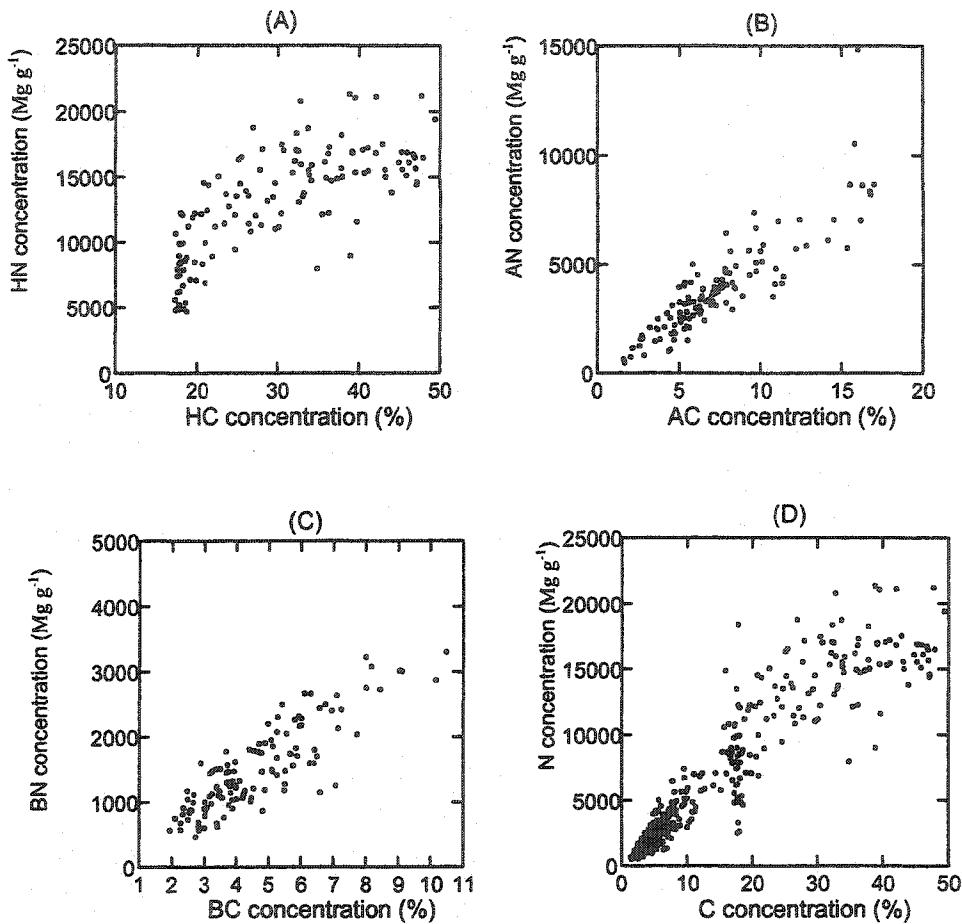 (A)
HN concentration (Mg g⁻¹)
25000
20000
15000
10000
5000
0
10 20 30 40 50
HC concentration (%)
(B)
AN concentration (Mg g⁻¹)
15000
10000
5000
0
0 5 10 15 20
AC concentration (%)
(C)
BN concentration (Mg g⁻¹)
5000
4000
3000
2000
1000
0
1 2 3 4 5 6 7 8 9 10 11
BC concentration (%)
(D)
N concentration (Mg g⁻¹)
25000
20000
15000
10000
5000
0
0 10 20 30 40 50
C concentration (%)